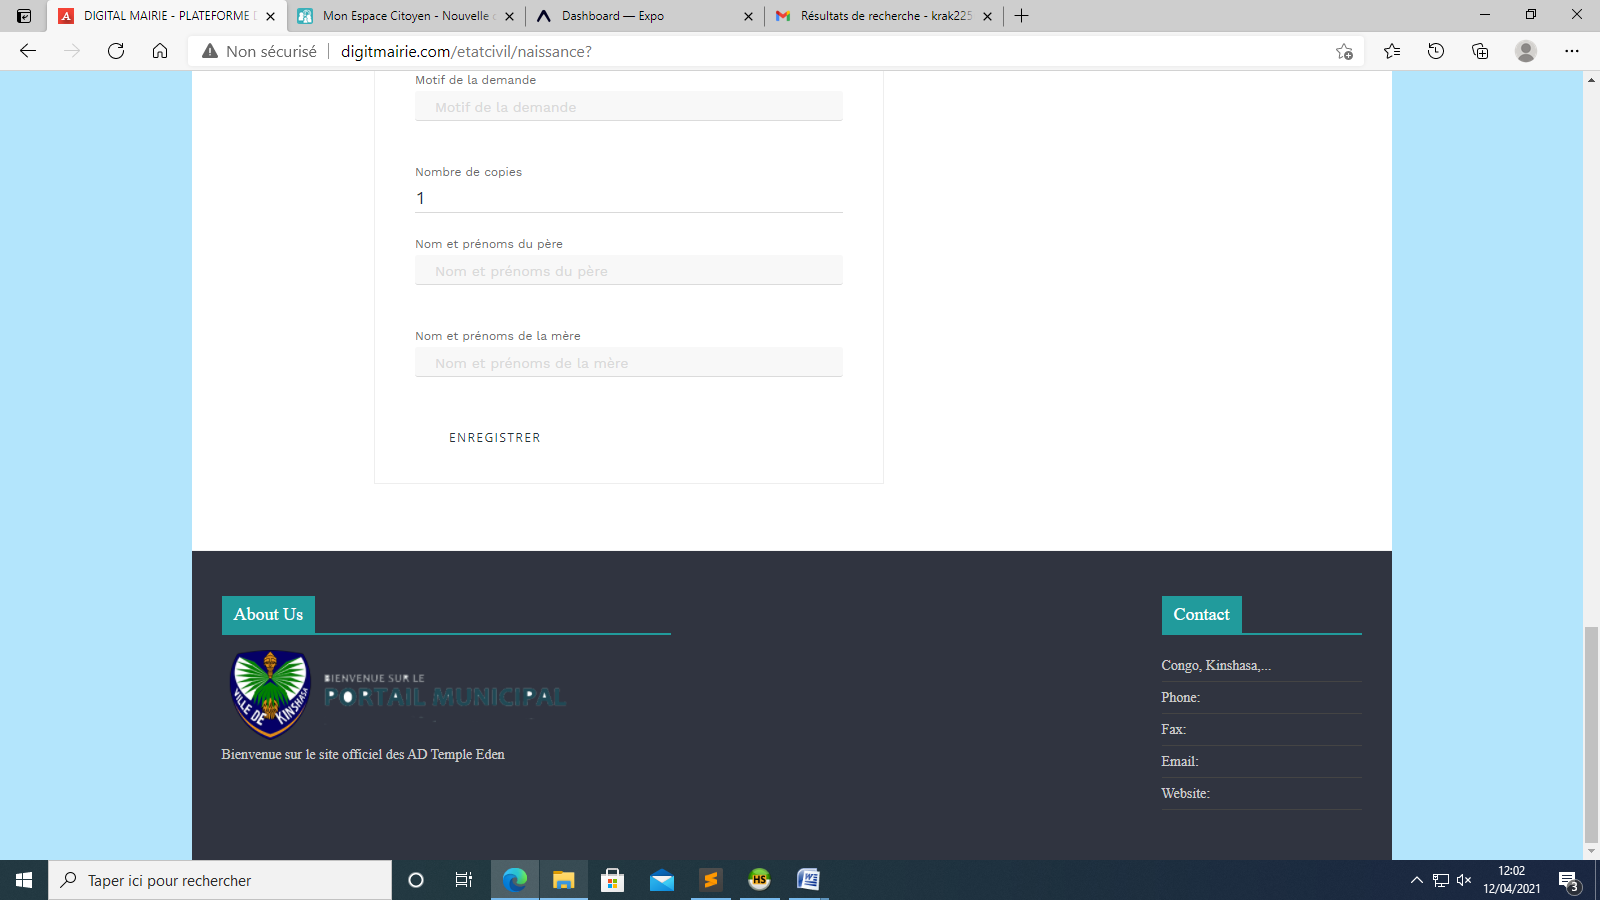 DIGITAL MAIRIE - PLATEFORME D
Mon Espace Citoyen - Nouvelle
Dashboard — Expo
Résultats de recherche - krak225
Non sécurisé
digitmairie.com/etatcivil/naissance?
Motif de la demande
Motif de la demande
Nombre de copies
1
Nom et prénoms du père
Nom et prénoms du père
Nom et prénoms de la mère
Nom et prénoms de la mère
ENREGISTRER
About Us
VILLE DE KINSHASA
BIENVENUE SUR LE
PORTAIL MUNICIPAL
Bienvenue sur le site officiel des AD Temple Eden
Contact
Congo, Kinshasa,...
Phone:
Fax:
Email:
Website:
Taper ici pour rechercher
HS
12:02
12/04/2021
3